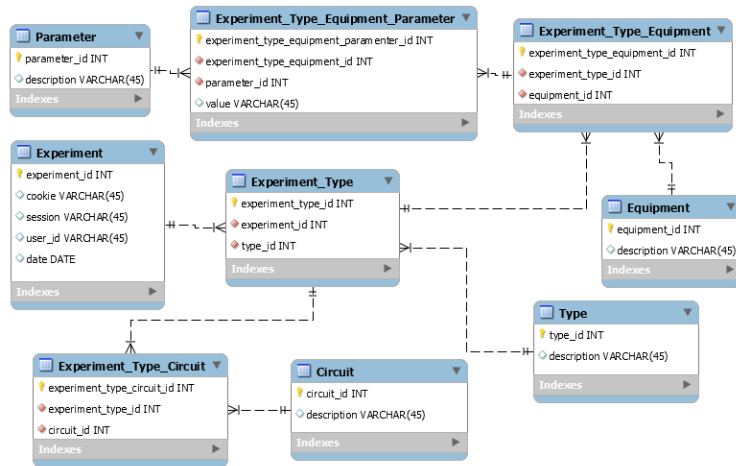 Parameter
parameter_id INT
description VARCHAR(45)
Indexes
Experiment_Type_Equipment_Parameter
experiment_type_equipment_paramenter_id INT
experiment_type_equipment_id INT
parameter_id INT
value VARCHAR(45)
Indexes
Experiment_Type_Equipment
experiment_type_equipment_id INT
experiment_type_id INT
equipment_id INT
Indexes
Experiment
experiment_id INT
cookie VARCHAR(45)
session VARCHAR(45)
user_id VARCHAR(45)
date DATE
Indexes
Experiment_Type
experiment_type_id INT
experiment_id INT
type_id INT
Indexes
Equipment
equipment_id INT
description VARCHAR(45)
Indexes
Type
type_id INT
description VARCHAR(45)
Indexes
Experiment_Type_Circuit
experiment_type_circuit_id INT
experiment_type_id INT
circuit_id INT
Indexes
Circuit
circuit_id INT
description VARCHAR(45)
Indexes